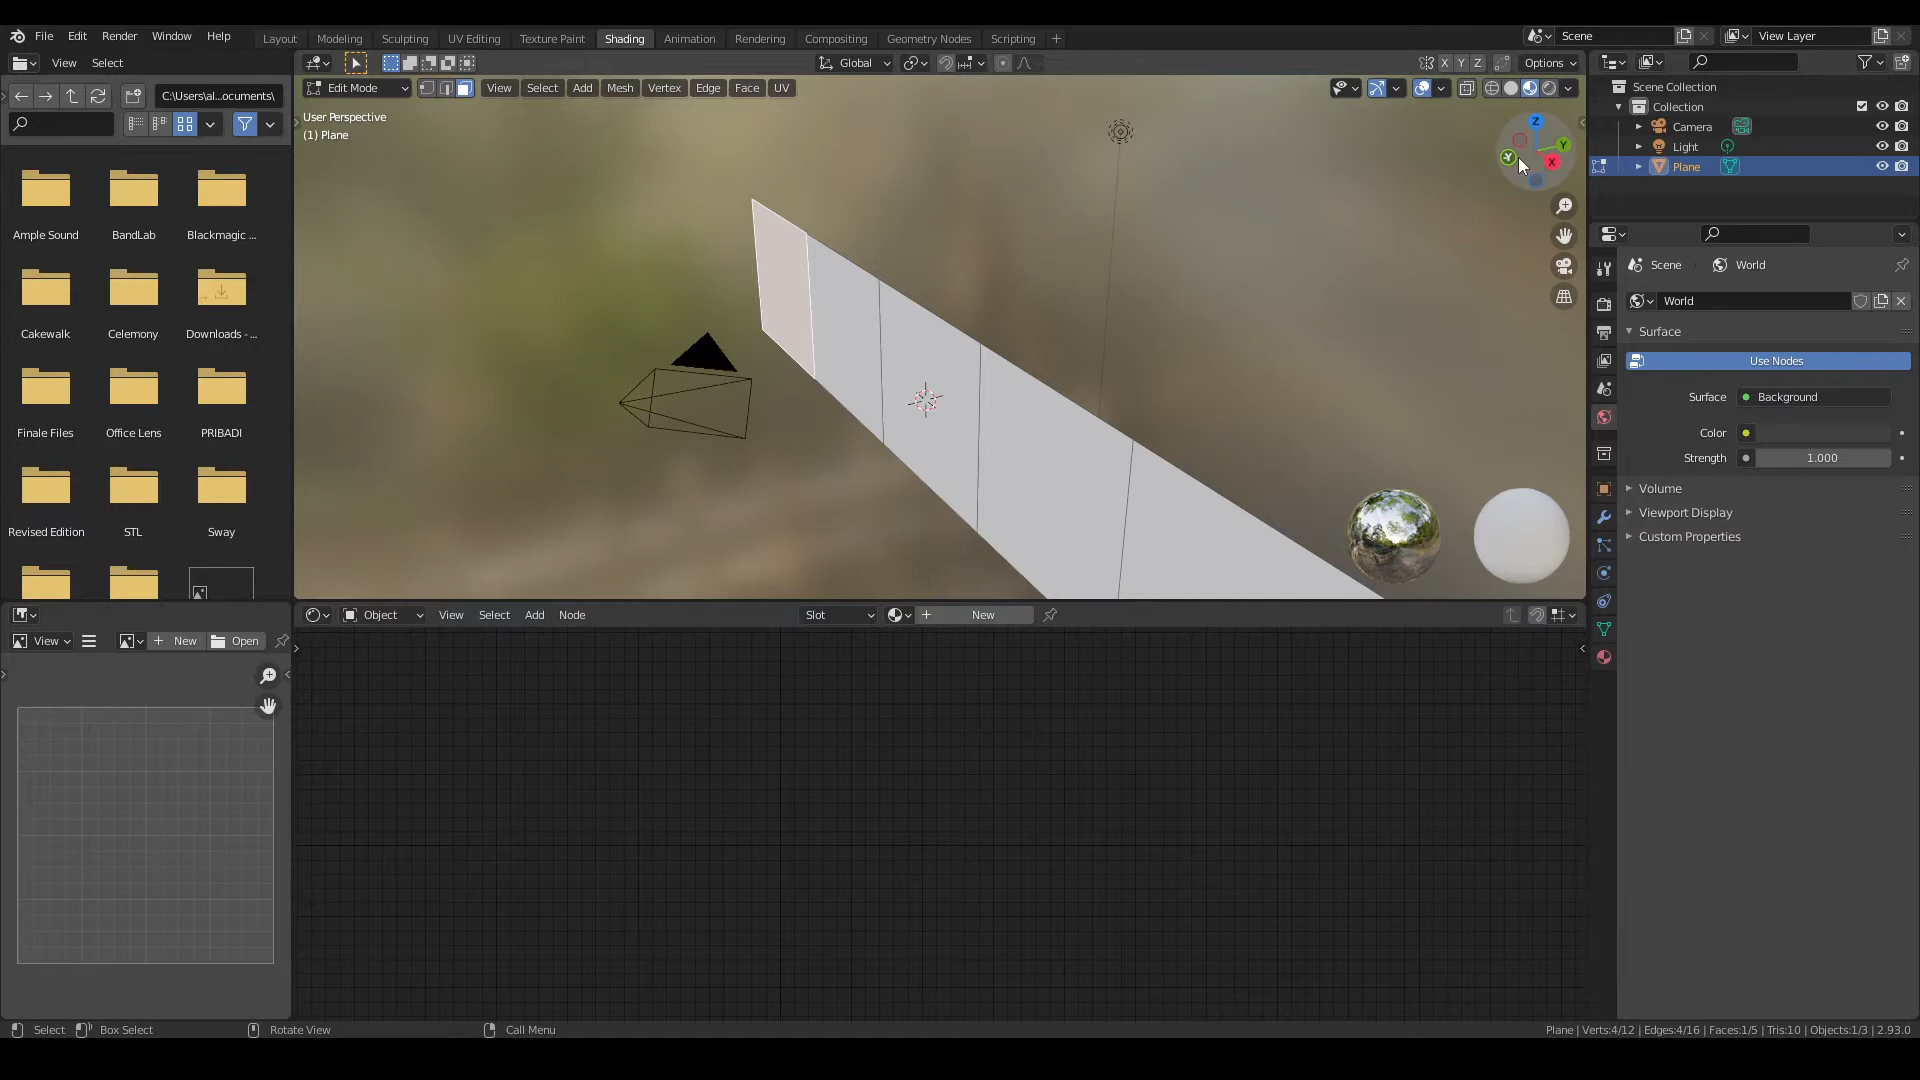 File Edit Render Window Help Layout Modeling Sculpting UV Editing Texture Paint Shading Animation Rendering Compositing Geometry Nodes Scripting + Scene View Layer
View Select Global X Y Z Options
C:\Users\al...ocuments\ Edit Mode View Select Add Mesh Vertex Edge Face UV
User Perspective
(1) Plane
Scene Collection
Collection
Camera
Light
Plane
Z
Y
-Y
X
Ample Sound BandLab Blackmagic ...
Cakewalk Celemony Downloads - ...
Finale Files Office Lens PRIBADI
Revised Edition STL Sway
Scene World
World
Surface
Use Nodes
Surface Background
Color
Strength 1.000
Volume
Viewport Display
Custom Properties
Object View Select Add Node Slot + New
View + New Open
Select Box Select Rotate View Call Menu Plane | Verts:4/12 | Edges:4/16 | Faces:1/5 | Tris:10 | Objects:1/3 | 2.93.0